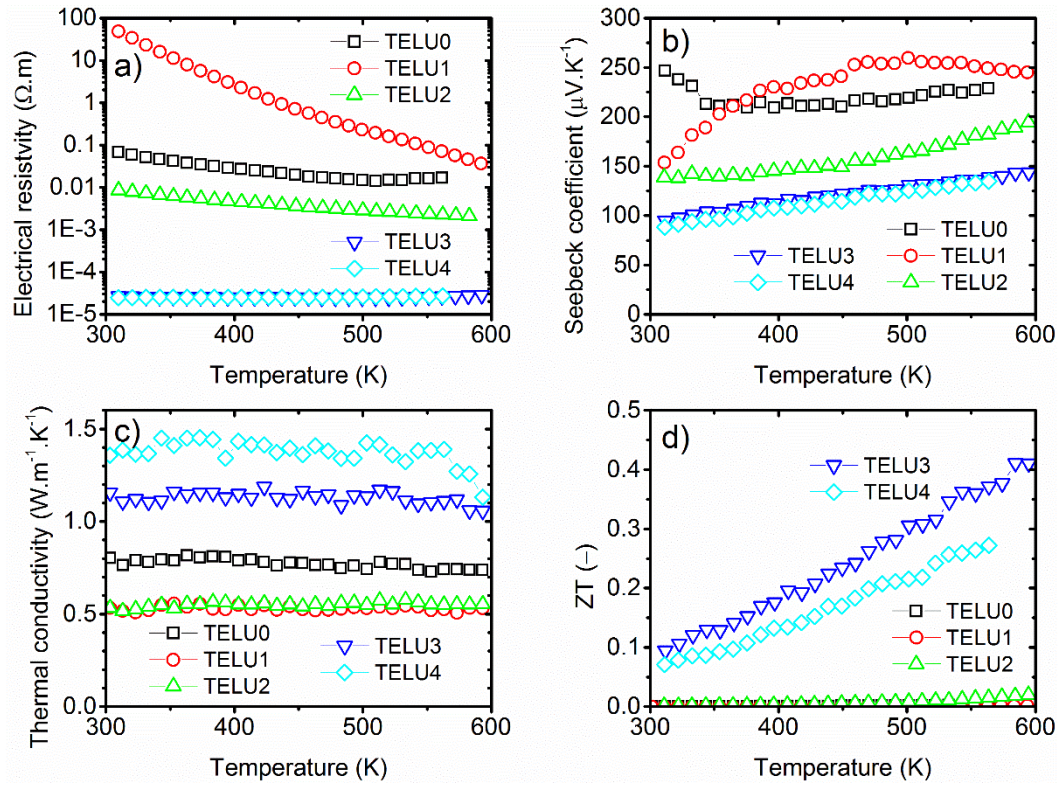 a)
Electrical resistvity (Ω.m)
100
10
1
0.1
0.01
1E-3
1E-4
1E-5
TELU0
TELU1
TELU2
TELU3
TELU4
300 400 500 600
Temperature (K)
b)
Seebeck coefficient (μV.K⁻¹)
300
250
200
150
100
50
0
TELU0
TELU3 TELU1
TELU4 TELU2
300 400 500 600
Temperature (K)
c)
Thermal conductivity (W.m⁻¹.K⁻¹)
1.5
1.0
0.5
0.0
TELU0
TELU1 TELU3
TELU2 TELU4
300 400 500 600
Temperature (K)
d)
ZT (–)
0.5
0.4
0.3
0.2
0.1
0.0
TELU3
TELU4
TELU0
TELU1
TELU2
300 400 500 600
Temperature (K)